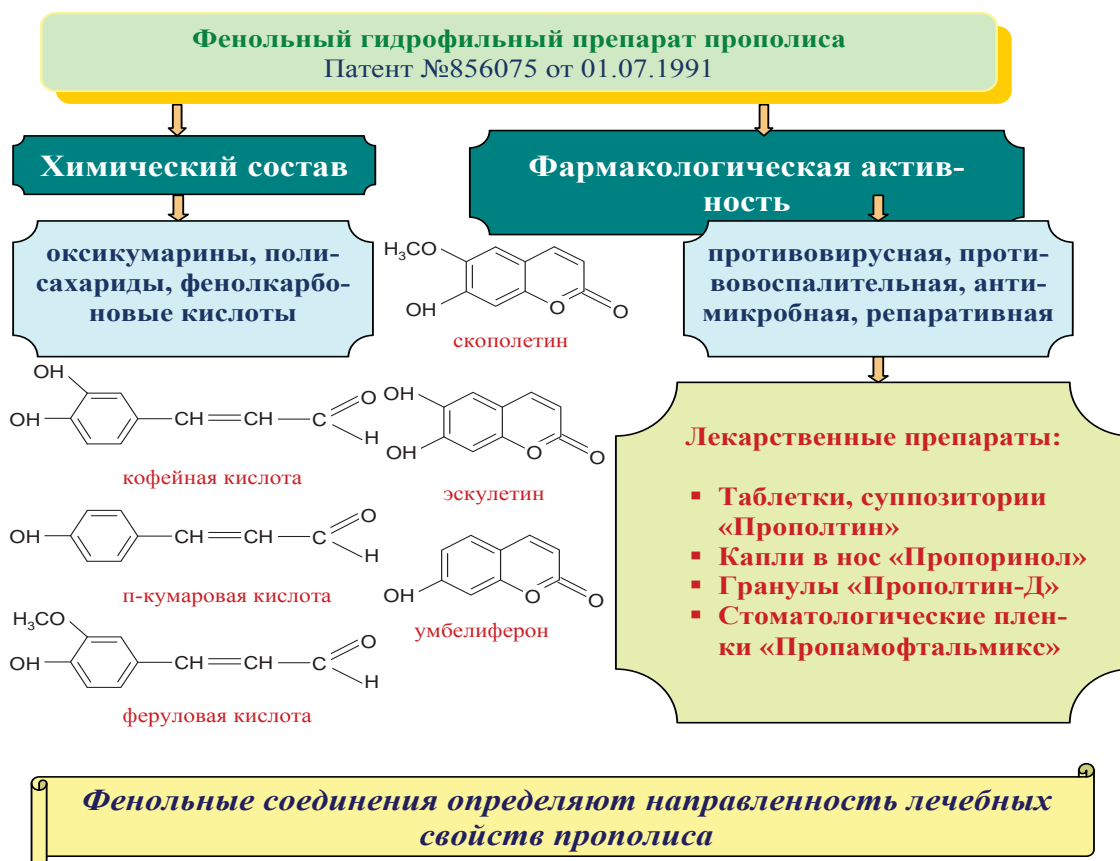 Фенольный гидрофильный препарат прополиса
Патент №856075 от 01.07.1991
Химический состав
Фармакологическая актив-
ность
оксикумарины, поли-
сахариды, фенолкарбо-
новые кислоты
противовирусная, проти-
вовоспалительная, анти-
микробная, репаративная
H3CO
OH
O
O
скополетин
OH
OH
CH
CH
C
O
H
кофейная кислота
OH
OH
O
O
эскулетин
OH
CH
CH
C
O
H
п-кумаровая кислота
OH
O
O
умбелиферон
H3CO
OH
CH
CH
C
O
H
феруловая кислота
Лекарственные препараты:
▪ Таблетки, суппозитории
«Прополтин»
▪ Капли в нос «Пропоринол»
▪ Гранулы «Прополтин-Д»
▪ Стоматологические плен-
ки «Пропамофтальмикс»
Фенольные соединения определяют направленность лечебных
свойств прополиса